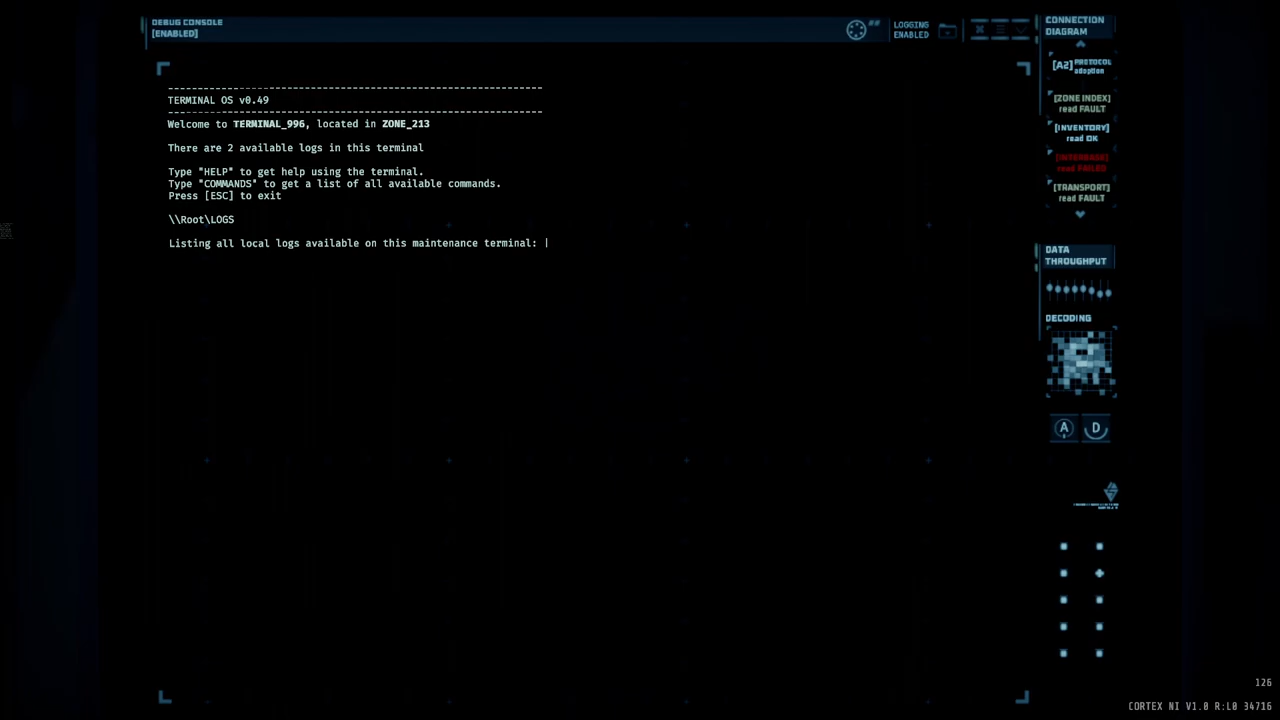 DEBUG CONSOLE
[ENABLED]
LOGGING
ENABLED
------------------------------------------------------------
TERMINAL OS v0.49
------------------------------------------------------------
Welcome to TERMINAL_996, located in ZONE_213
There are 2 available logs in this terminal
Type "HELP" to get help using the terminal.
Type "COMMANDS" to get a list of all available commands.
Press [ESC] to exit
\\Root\LOGS
Listing all local logs available on this maintenance terminal: |
CONNECTION
DIAGRAM
[A2] PROTOCOL
adoption
[ZONE INDEX]
read FAULT
[INVENTORY]
read OK
[INTERBASE]
read FAILED
[TRANSPORT]
read FAULT
DATA
THROUGHPUT
DECODING
A D
126
CORTEX NI V1.0 R:L0 34716